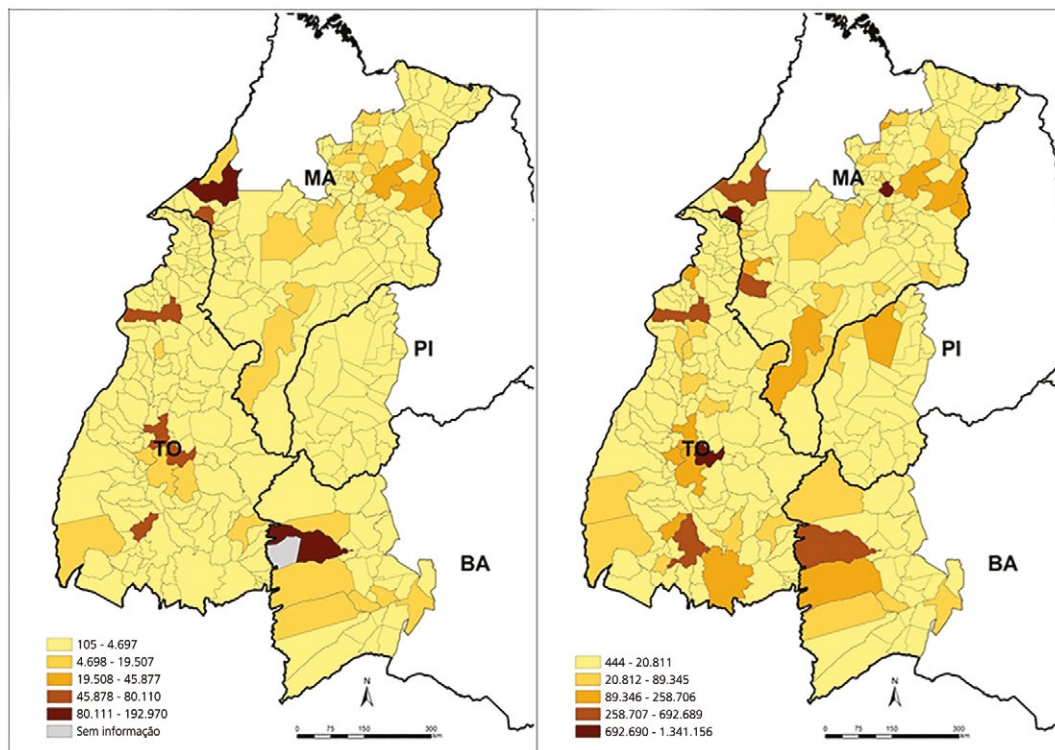 MA
PI
TO
BA
105 - 4.697
4.698 - 19.507
19.508 - 45.877
45.878 - 80.110
80.111 - 192.970
Sem informação
N
0 75 150 300
km
MA
PI
TO
BA
444 - 20.811
20.812 - 89.345
89.346 - 258.706
258.707 - 692.689
692.690 - 1.341.156
N
0 75 150 300
km